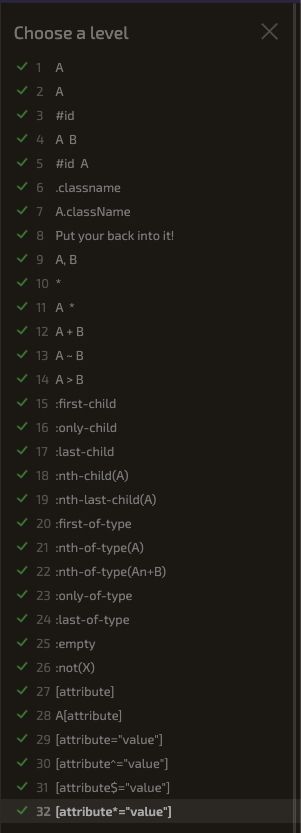 Choose a level
1 A
2 A
3 #id
4 A B
5 #id A
6 .classname
7 A.className
8 Put your back into it!
9 A, B
10 *
11 A *
12 A + B
13 A ~ B
14 A > B
15 :first-child
16 :only-child
17 :last-child
18 :nth-child(A)
19 :nth-last-child(A)
20 :first-of-type
21 :nth-of-type(A)
22 :nth-of-type(An+B)
23 :only-of-type
24 :last-of-type
25 :empty
26 :not(X)
27 [attribute]
28 A[attribute]
29 [attribute="value"]
30 [attribute^="value"]
31 [attribute$="value"]
32 [attribute*="value"]